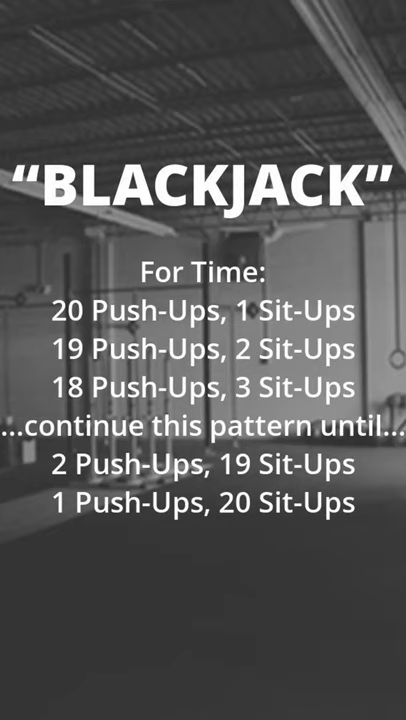 “BLACKJACK”
For Time:
20 Push-Ups, 1 Sit-Ups
19 Push-Ups, 2 Sit-Ups
18 Push-Ups, 3 Sit-Ups
...continue this pattern until...
2 Push-Ups, 19 Sit-Ups
1 Push-Ups, 20 Sit-Ups